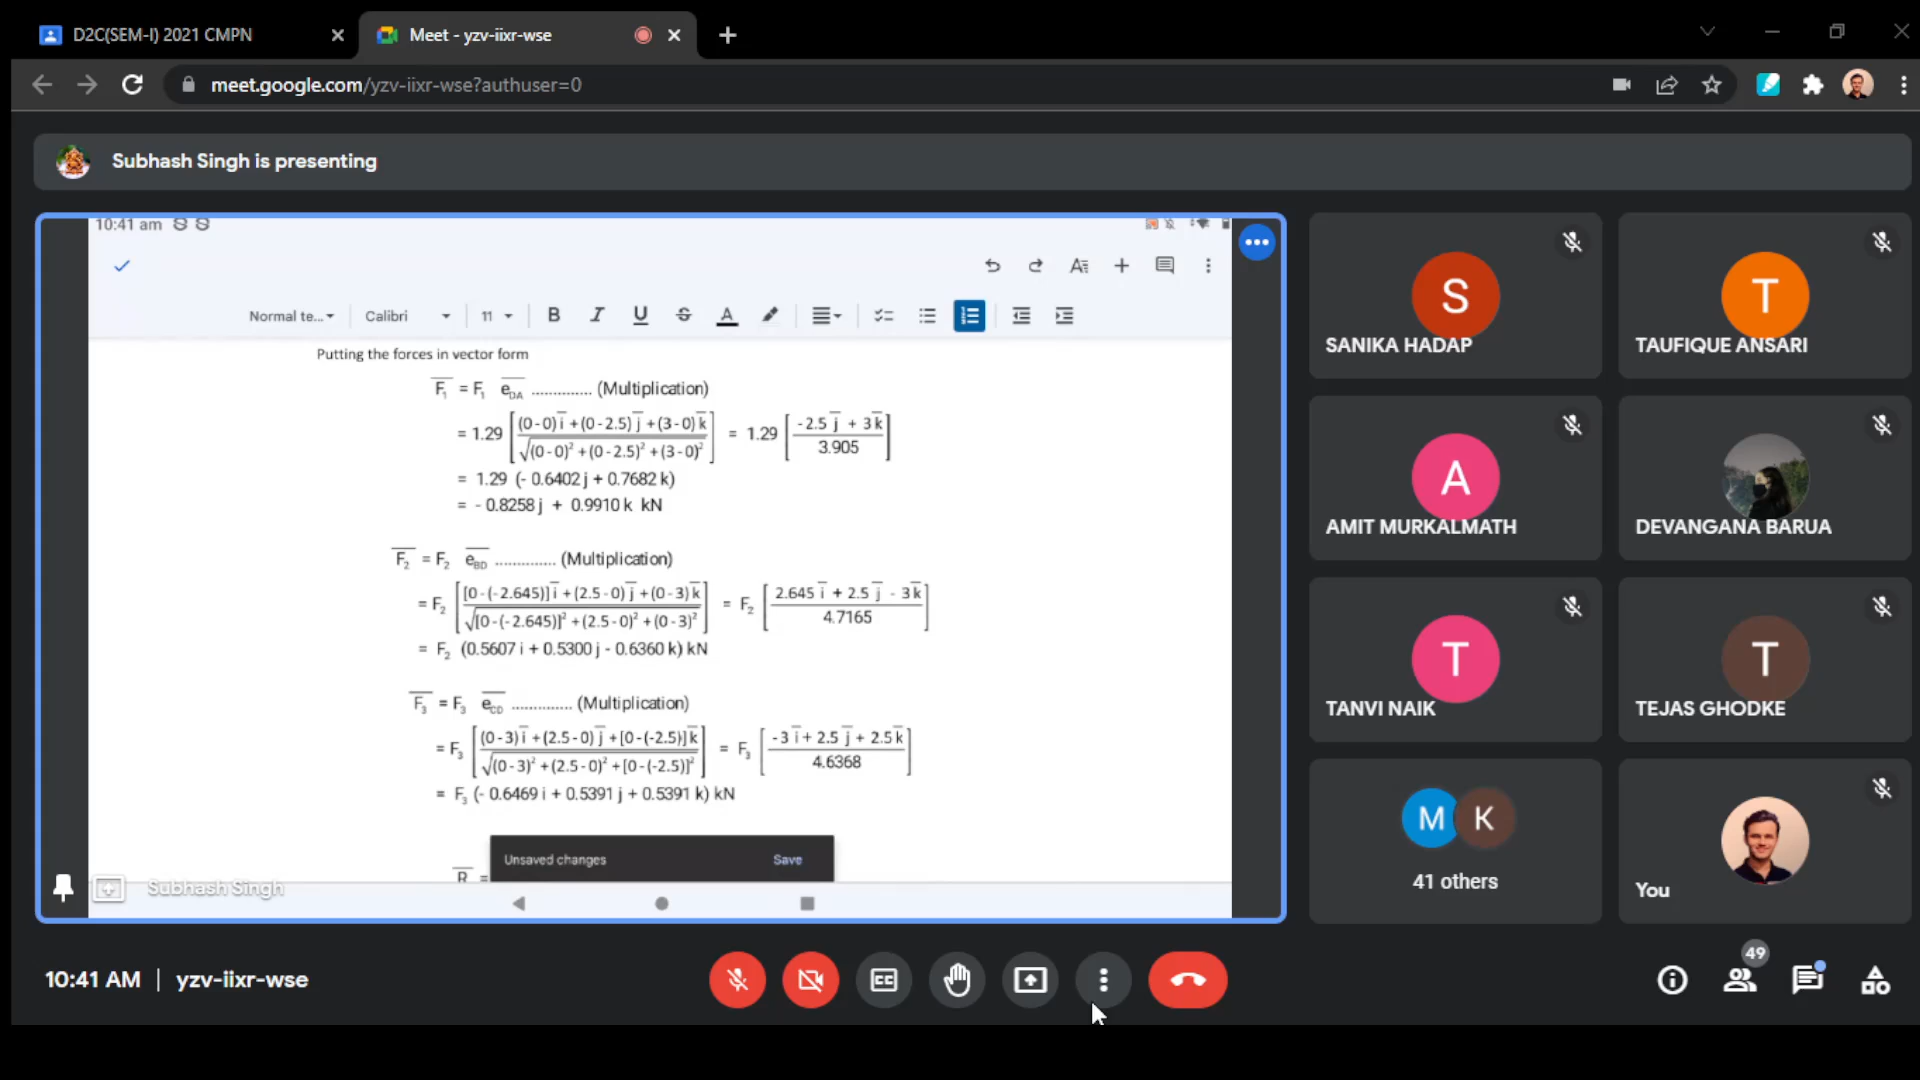 D2C(SEM-I) 2021 CMPN
Meet - yzv-iixr-wse
meet.google.com/yzv-iixr-wse?authuser=0
Subhash Singh is presenting
10:41 am
Normal te...
Calibri
11
B I U S A
Putting the forces in vector form
F₁ = F₁ e_DA .............. (Multiplication)
= 1.29 [ (0-0) i + (0-2.5) j + (3-0) k / √(0-0)² + (0-2.5)² + (3-0)² ] = 1.29 [ -2.5 j + 3 k / 3.905 ]
= 1.29 (- 0.6402 j + 0.7682 k)
= - 0.8258 j + 0.9910 k kN
F₂ = F₂ e_BD .............. (Multiplication)
= F₂ [ [0-(-2.645)] i + (2.5-0) j + (0-3) k / √[0-(-2.645)]² + (2.5-0)² + (0-3)² ] = F₂ [ 2.645 i + 2.5 j - 3 k / 4.7165 ]
= F₂ (0.5607 i + 0.5300 j - 0.6360 k) kN
F₃ = F₃ e_CD .............. (Multiplication)
= F₃ [ (0-3) i + (2.5-0) j + [0-(-2.5)] k / √(0-3)² + (2.5-0)² + [0-(-2.5)]² ] = F₃ [ -3 i + 2.5 j + 2.5 k / 4.6368 ]
= F₃ (- 0.6469 i + 0.5391 j + 0.5391 k) kN
R =
Unsaved changes
Save
Subhash Singh
S
SANIKA HADAP
T
TAUFIQUE ANSARI
A
AMIT MURKALMATH
DEVANGANA BARUA
T
TANVI NAIK
T
TEJAS GHODKE
M K
41 others
You
10:41 AM | yzv-iixr-wse
CC
49